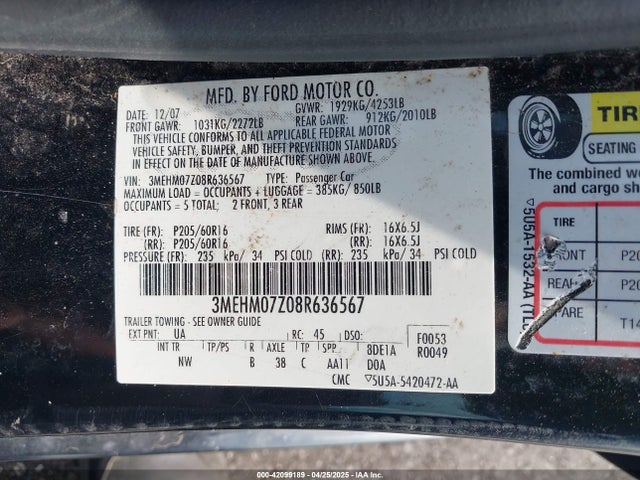 MFD. BY FORD MOTOR CO.
DATE: 12/07 GVWR: 1929KG/4253LB
FRONT GAWR: 1031KG/2272LB REAR GAWR: 912KG/2010LB
THIS VEHICLE CONFORMS TO ALL APPLICABLE FEDERAL MOTOR
VEHICLE SAFETY, BUMPER, AND THEFT PREVENTION STANDARDS
IN EFFECT ON THE DATE OF MANUFACTURE SHOWN ABOVE.
VIN: 3MEHM07Z08R636567 TYPE: Passenger Car
MAXIMUM LOAD = OCCUPANTS + LUGGAGE = 385KG/ 850LB
OCCUPANTS = 5 TOTAL; 2 FRONT, 3 REAR
TIRE (FR): P205/60R16 RIMS (FR): 16X6.5J
(RR): P205/60R16 (RR): 16X6.5J
PRESSURE (FR): 235 kPa/ 34 PSI COLD (RR): 235 kPa/ 34 PSI COLD
3MEHM07Z08R636567
TRAILER TOWING - SEE OWNER GUIDE
EXT PNT: UA RC: 45 DSO: F0053
INT TR TP/PS R AXLE TP SPR 8DE1A R0049
NW B 38 C AA11 D0A
CMC ▽5U5A-5420472-AA
TIRE
SEATING
The combined
and cargo sh
▽5U5A-1532-AA
TIRE
FRONT P20
REAR P20
SPARE T14
000-42099189 - 04/25/2025 - IAA Inc.